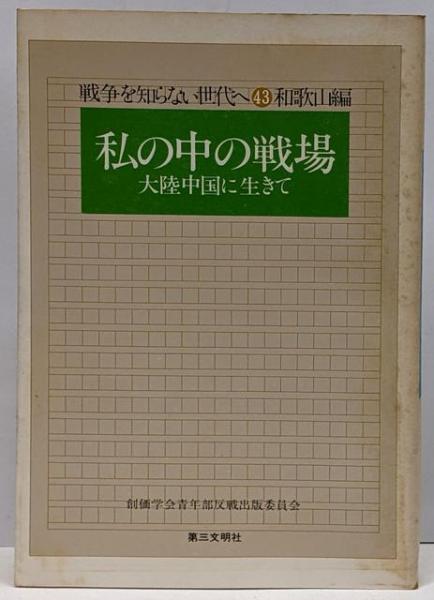 戦争を知らない世代へ㊸和歌山編
私の中の戦場
大陸中国に生きて
創価学会青年部反戦出版委員会
第三文明社